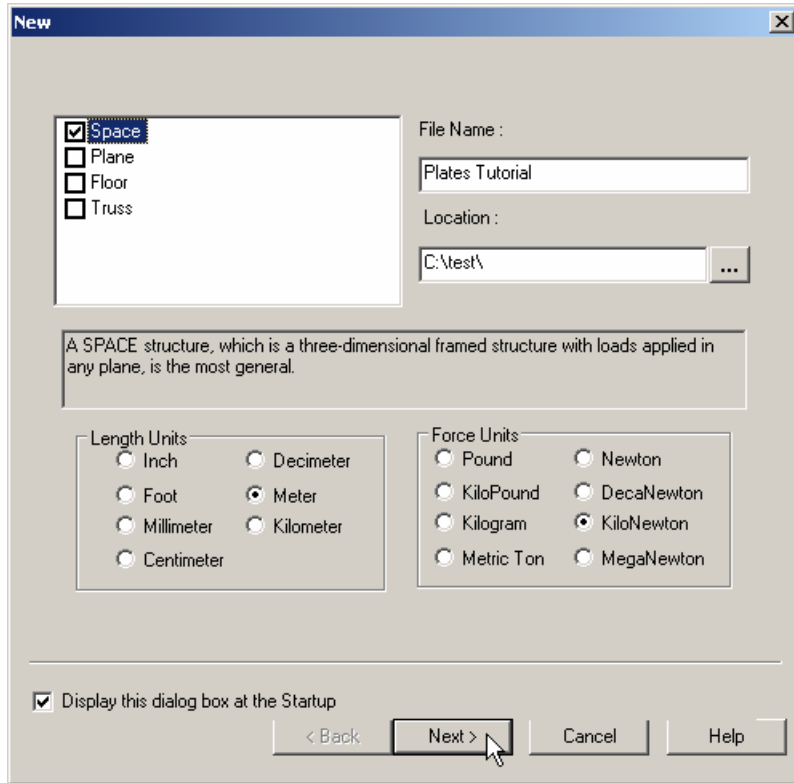 New
Space
Plane
Floor
Truss
File Name :
Plates Tutorial
Location :
C:\test\
...
A SPACE structure, which is a three-dimensional framed structure with loads applied in
any plane, is the most general.
Length Units
Inch
Decimeter
Foot
Meter
Millimeter
Kilometer
Centimeter
Force Units
Pound
Newton
KiloPound
DecaNewton
Kilogram
KiloNewton
Metric Ton
MegaNewton
Display this dialog box at the Startup
< Back
Next >
Cancel
Help